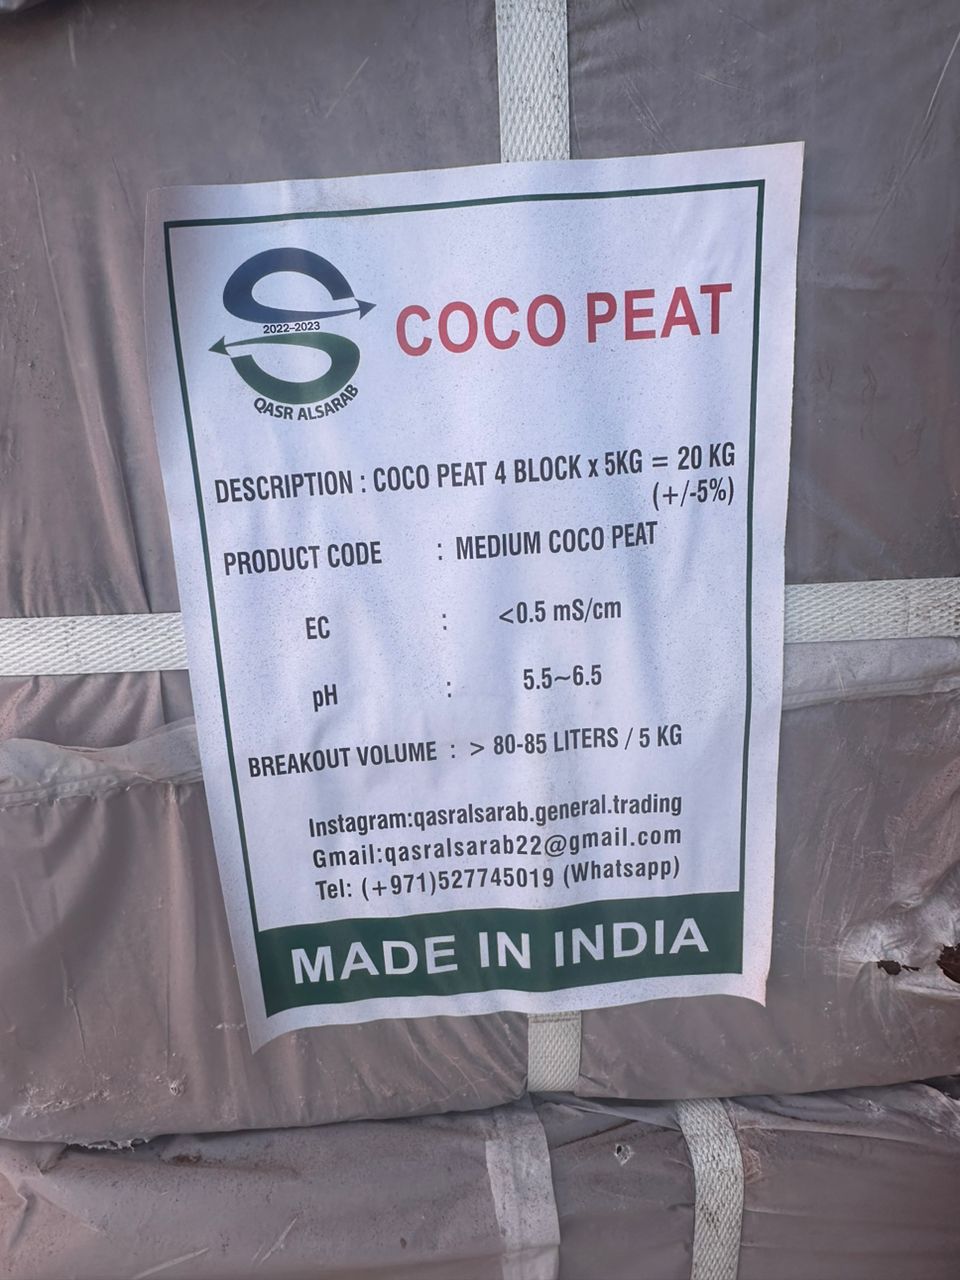 2022-2023
QASR ALSARAB
COCO PEAT
DESCRIPTION : COCO PEAT 4 BLOCK x 5KG = 20 KG
(+/-5%)
PRODUCT CODE : MEDIUM COCO PEAT
EC : <0.5 mS/cm
pH : 5.5~6.5
BREAKOUT VOLUME : > 80-85 LITERS / 5 KG
Instagram:qasralsarab.general.trading
Gmail:qasralsarab22@gmail.com
Tel: (+971)527745019 (Whatsapp)
MADE IN INDIA